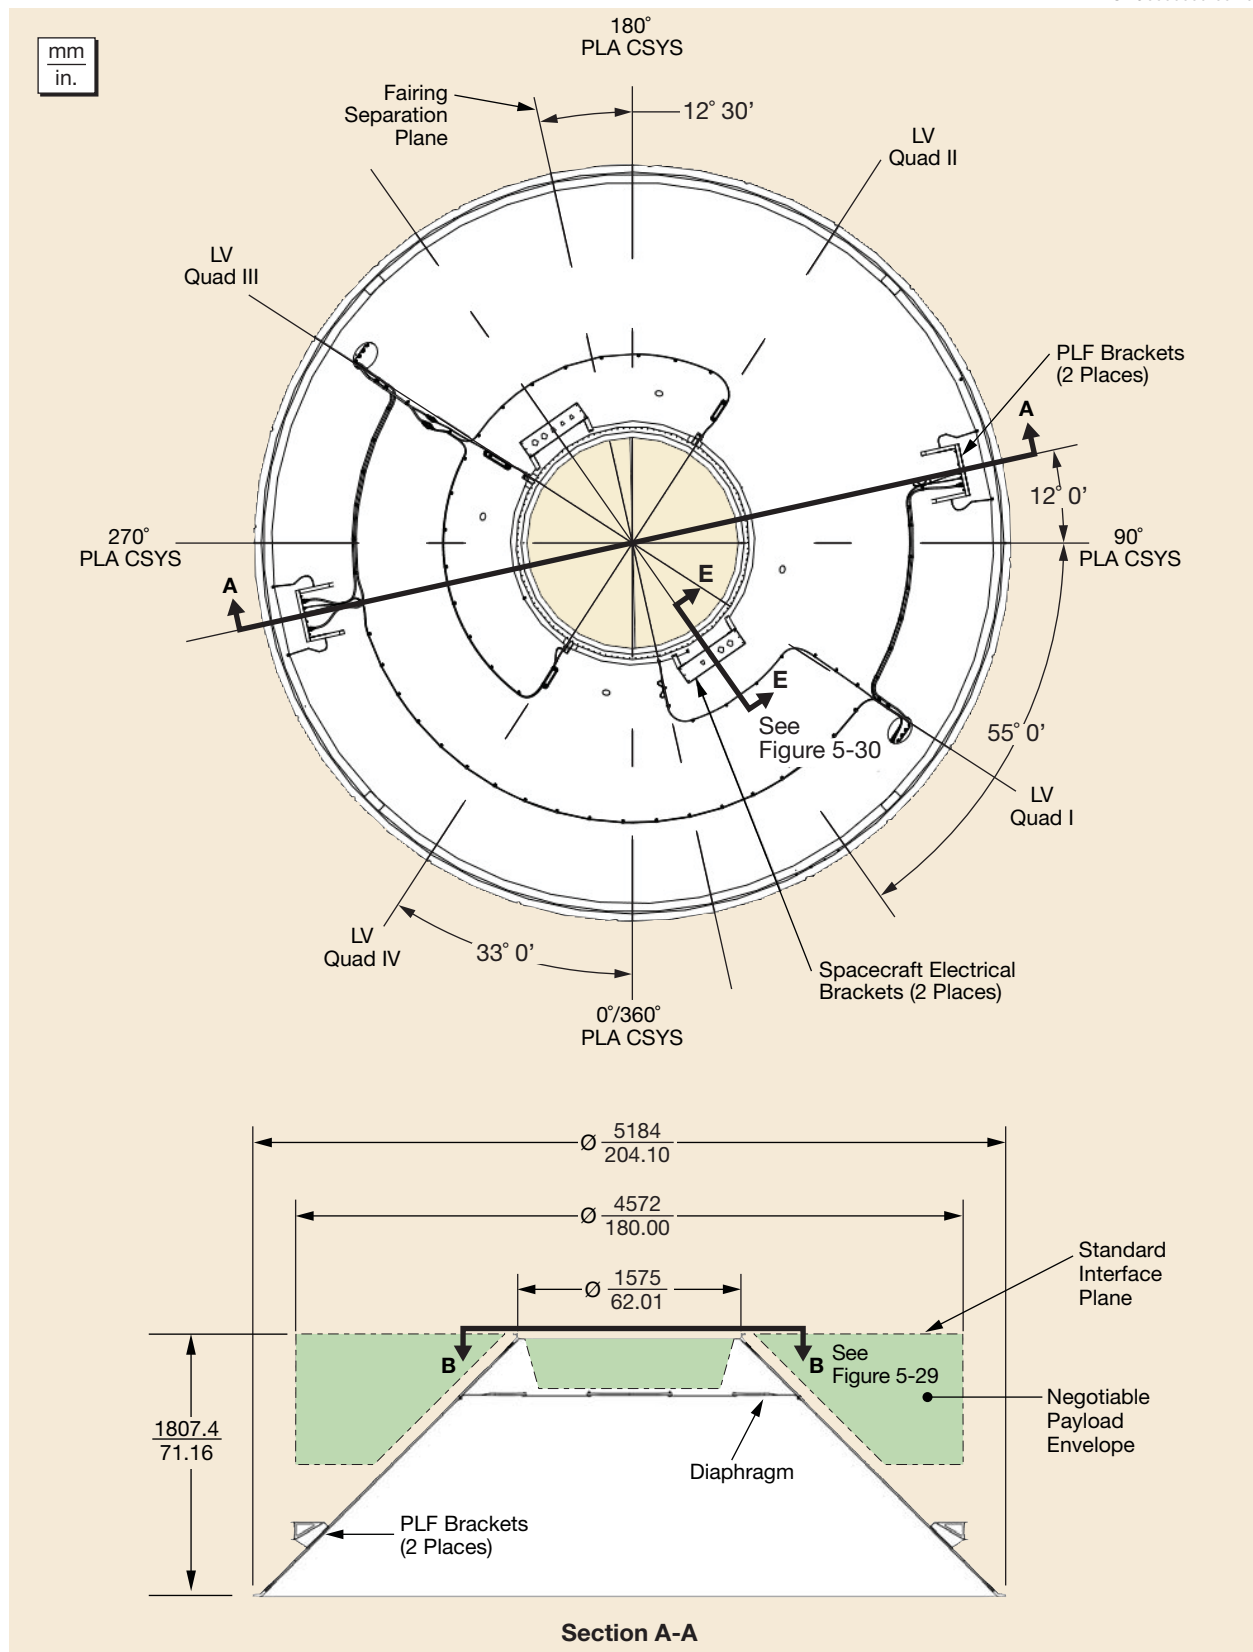 mm
in.
180°
PLA CSYS
Fairing
Separation
Plane
12° 30’
LV
Quad II
LV
Quad III
PLF Brackets
(2 Places)
A
12° 0’
270°
PLA CSYS
90°
PLA CSYS
A
E
E
See
Figure 5-30
55° 0’
LV
Quad I
LV
Quad IV
33° 0’
Spacecraft Electrical
Brackets (2 Places)
0°/360°
PLA CSYS
Ø 5184
204.10
Ø 4572
180.00
Ø 1575
62.01
Standard
Interface
Plane
B
B
See
Figure 5-29
1807.4
71.16
Negotiable
Payload
Envelope
Diaphragm
PLF Brackets
(2 Places)
Section A-A